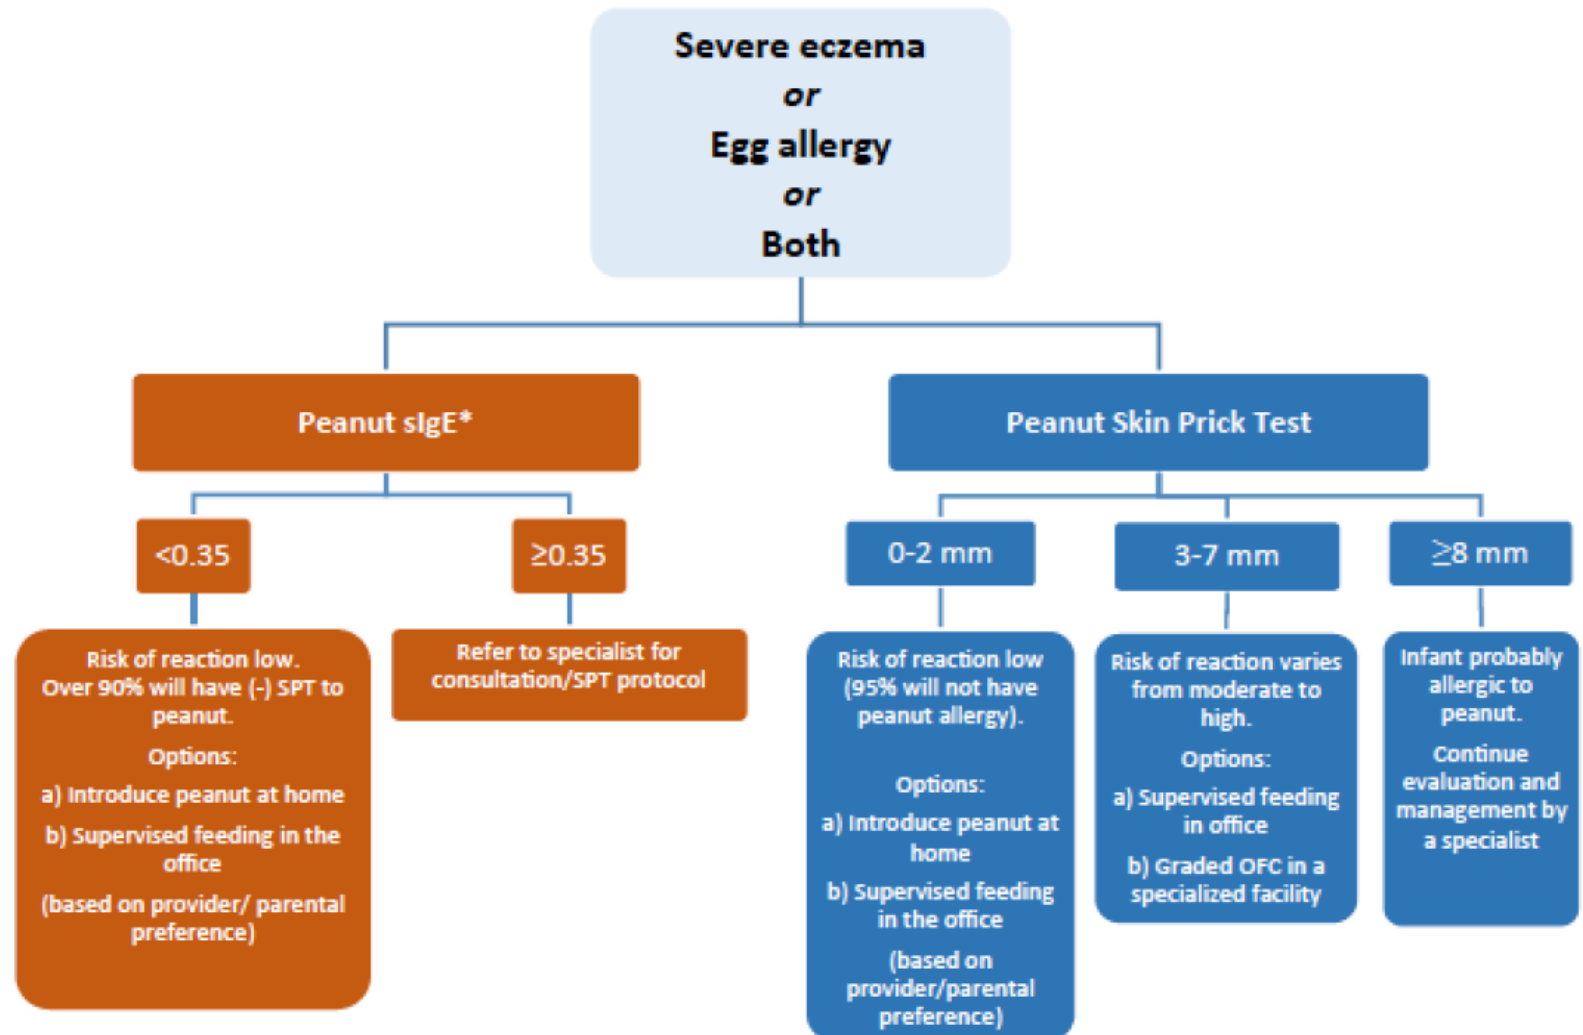 Severe eczema
or
Egg allergy
or
Both
Peanut sIgE*
Peanut Skin Prick Test
<0.35
≥0.35
0-2 mm
3-7 mm
≥8 mm
Risk of reaction low.
Over 90% will have (-) SPT to
peanut.
Options:
a) Introduce peanut at home
b) Supervised feeding in the
office
(based on provider/ parental
preference)
Refer to specialist for
consultation/SPT protocol
Risk of reaction low
(95% will not have
peanut allergy).
Options:
a) Introduce peanut at
home
b) Supervised feeding
in the office
(based on
provider/parental
preference)
Risk of reaction varies
from moderate to
high.
Options:
a) Supervised feeding
in office
b) Graded OFC in a
specialized facility
Infant probably
allergic to
peanut.
Continue
evaluation and
management by
a specialist